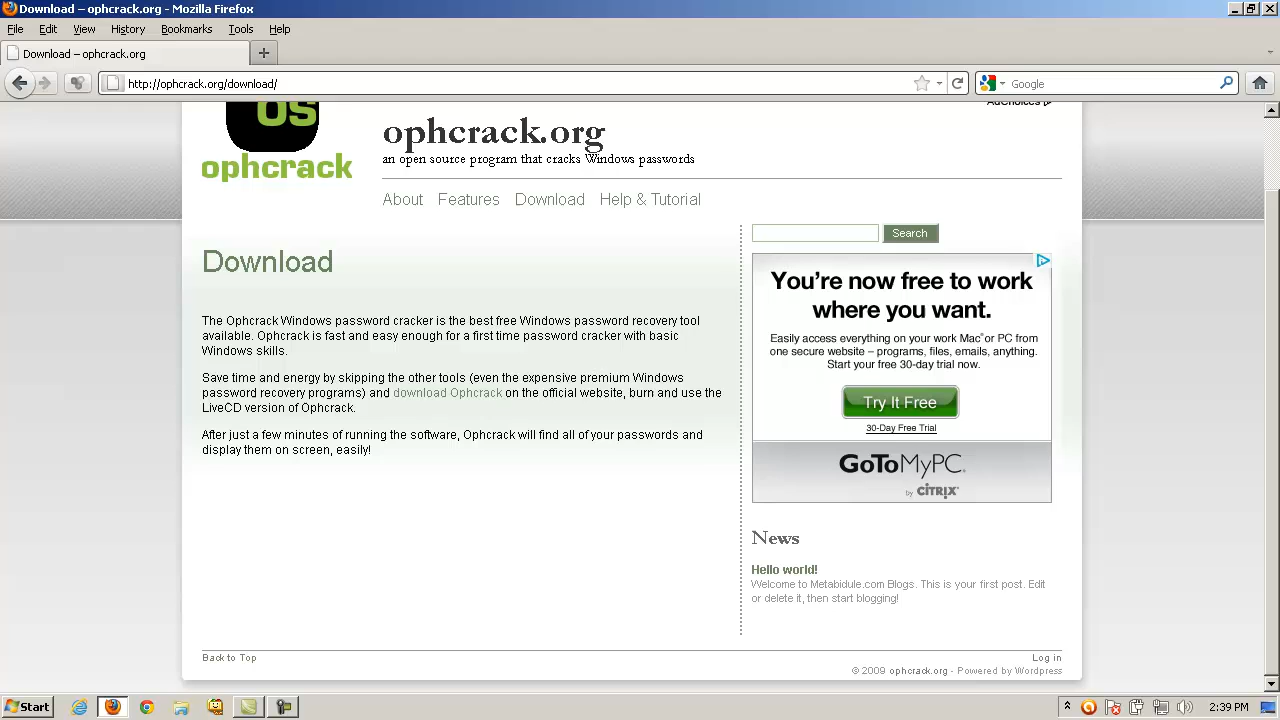 Download – ophcrack.org - Mozilla Firefox
File Edit View History Bookmarks Tools Help
Download – ophcrack.org
http://ophcrack.org/download/
Google
AdChoices
OS
ophcrack
ophcrack.org
an open source program that cracks Windows passwords
About Features Download Help & Tutorial
Search
Download
The Ophcrack Windows password cracker is the best free Windows password recovery tool
available. Ophcrack is fast and easy enough for a first time password cracker with basic
Windows skills.
Save time and energy by skipping the other tools (even the expensive premium Windows
password recovery programs) and download Ophcrack on the official website, burn and use the
LiveCD version of Ophcrack.
After just a few minutes of running the software, Ophcrack will find all of your passwords and
display them on screen, easily!
You're now free to work
where you want.
Easily access everything on your work Mac® or PC from
one secure website – programs, files, emails, anything.
Start your free 30-day trial now.
Try It Free
30-Day Free Trial
GoToMyPC®
by CITRIX®
News
Hello world!
Welcome to Metabidule.com Blogs. This is your first post. Edit
or delete it, then start blogging!
Back to Top
Log in
© 2009 ophcrack.org - Powered by Wordpress
Start
2:39 PM